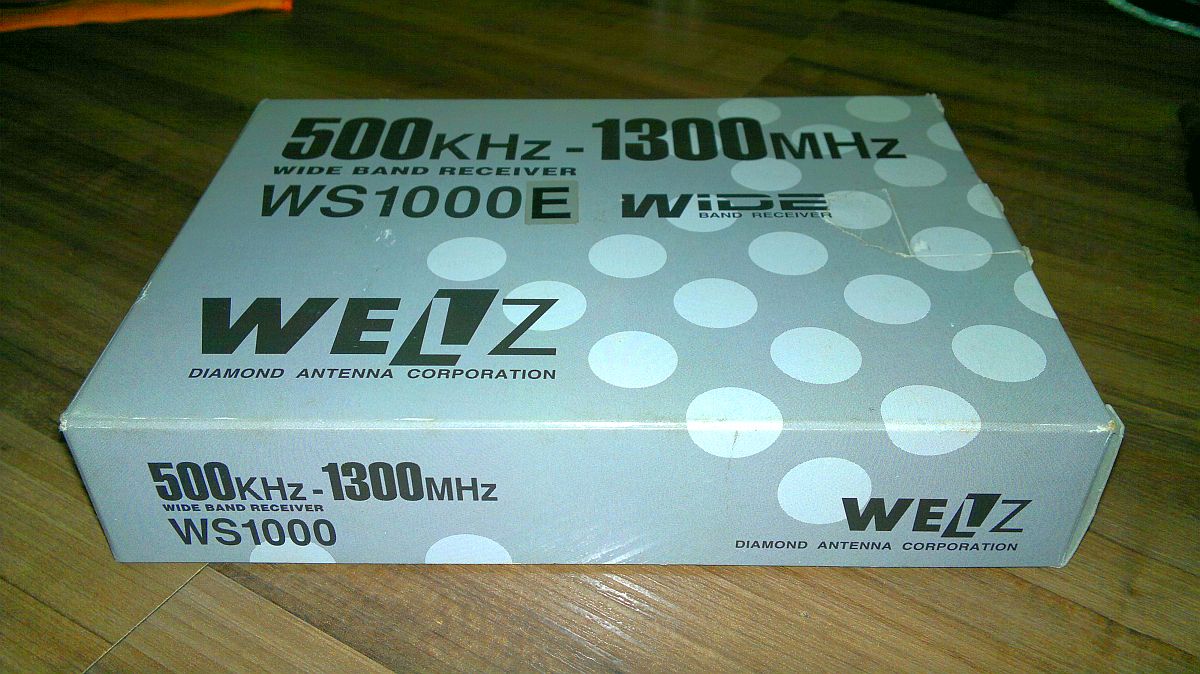 500KHz - 1300MHz
WIDE BAND RECEIVER
WS1000E
WiDE
BAND RECEIVER
WELZ
DIAMOND ANTENNA CORPORATION
500KHz - 1300MHz
WIDE BAND RECEIVER
WS1000
WELZ
DIAMOND ANTENNA CORPORATION